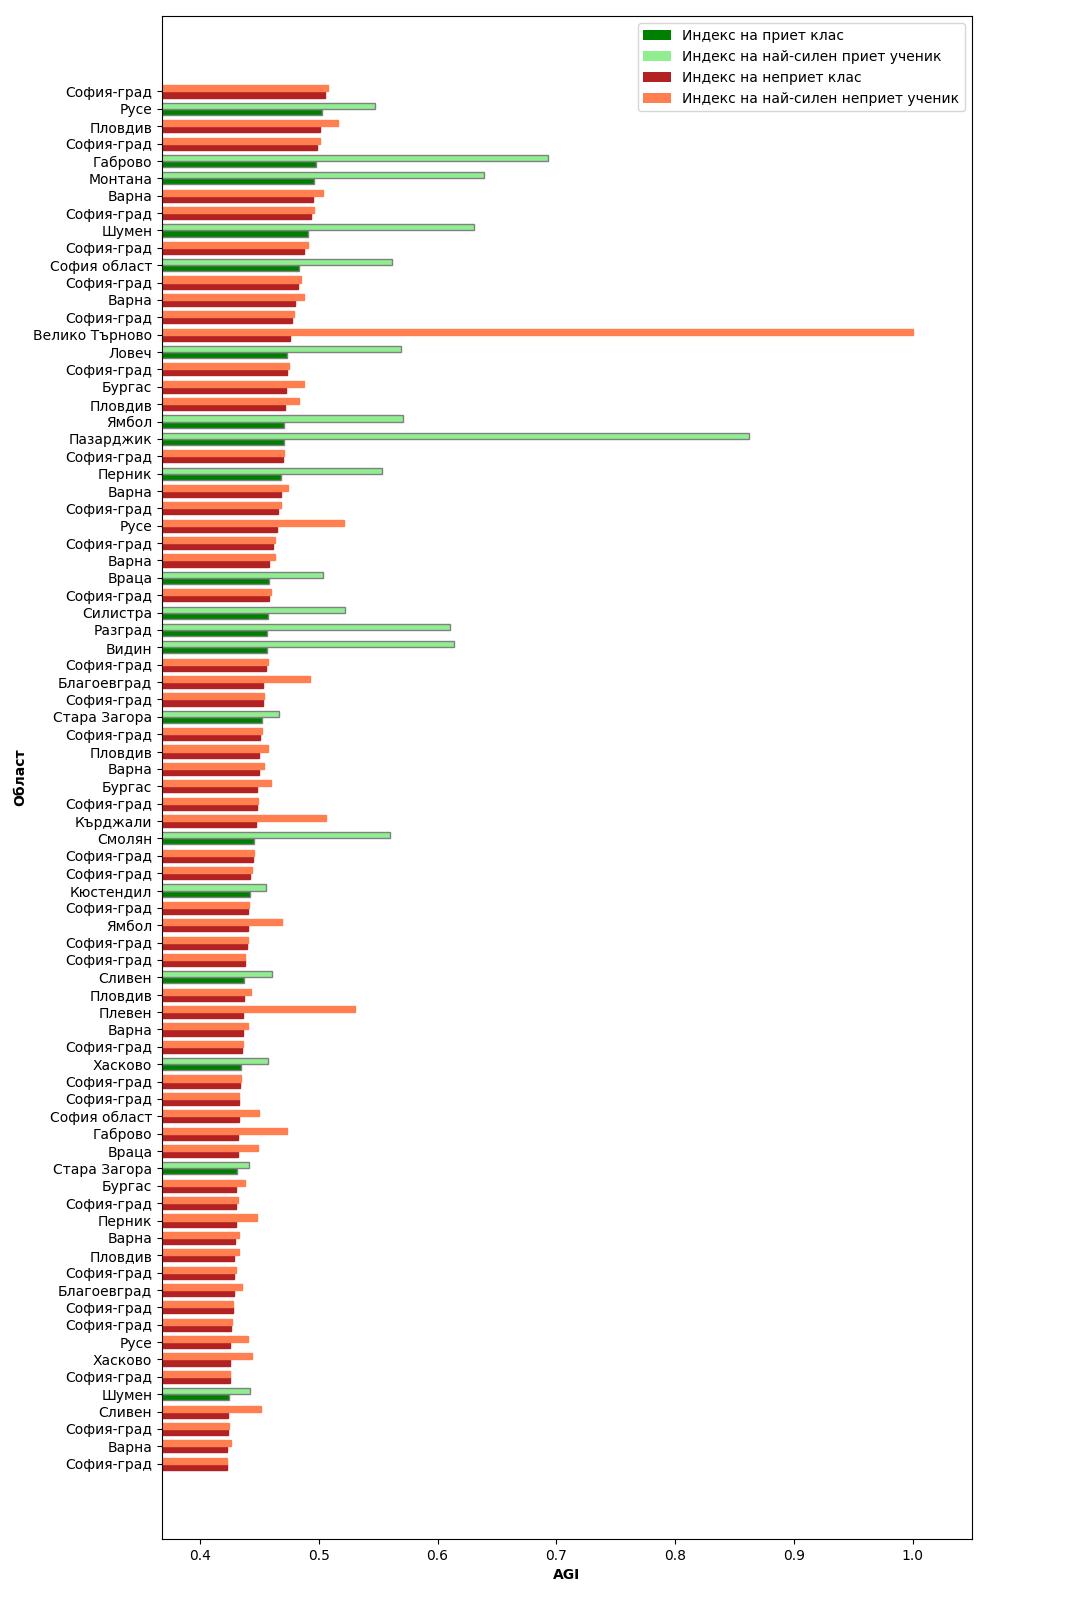 Индекс на приет клас
Индекс на най-силен приет ученик
Индекс на неприет клас
Индекс на най-силен неприет ученик
София-град
Русе
Пловдив
София-град
Габрово
Монтана
Варна
София-град
Шумен
София-град
София област
София-град
Варна
София-град
Велико Търново
Ловеч
София-град
Бургас
Пловдив
Ямбол
Пазарджик
София-град
Перник
Варна
София-град
Русе
София-град
Варна
Враца
София-град
Силистра
Разград
Видин
София-град
Благоевград
София-град
Стара Загора
София-град
Пловдив
Варна
Бургас
София-град
Кърджали
Смолян
София-град
София-град
Кюстендил
София-град
Ямбол
София-град
София-град
Сливен
Пловдив
Плевен
Варна
София-град
Хасково
София-град
София-град
София област
Габрово
Враца
Стара Загора
Бургас
София-град
Перник
Варна
Пловдив
София-град
Благоевград
София-град
София-град
Русе
Хасково
София-град
Шумен
Сливен
София-град
Варна
София-град
Област
0.4 0.5 0.6 0.7 0.8 0.9 1.0
AGI